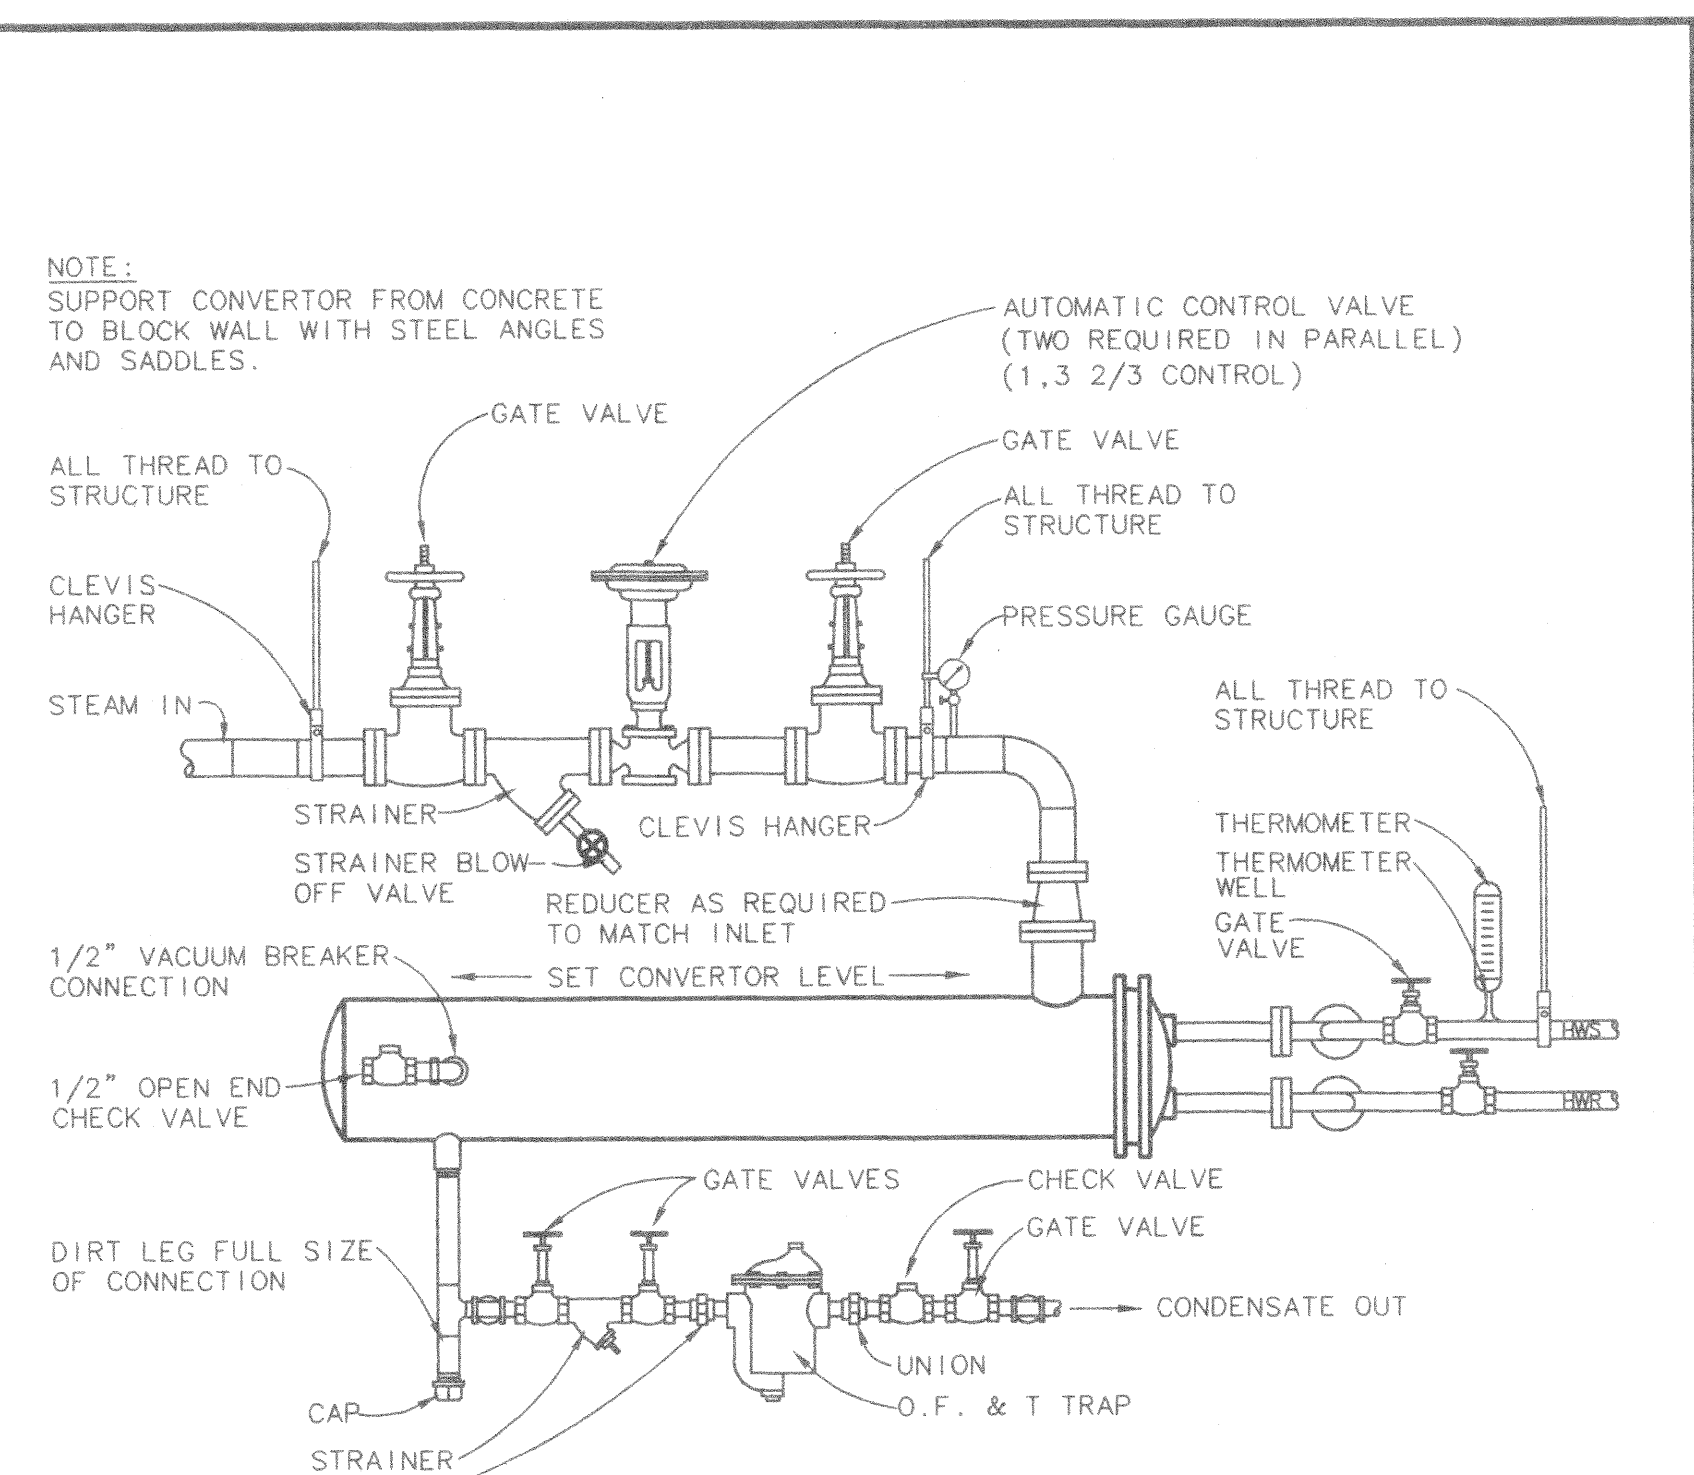 NOTE:
SUPPORT CONVERTOR FROM CONCRETE
TO BLOCK WALL WITH STEEL ANGLES
AND SADDLES.
AUTOMATIC CONTROL VALVE
(TWO REQUIRED IN PARALLEL)
(1,3 2/3 CONTROL)
GATE VALVE
GATE VALVE
ALL THREAD TO
STRUCTURE
ALL THREAD TO
STRUCTURE
CLEVIS
HANGER
PRESSURE GAUGE
STEAM IN
ALL THREAD TO
STRUCTURE
STRAINER
CLEVIS HANGER
THERMOMETER
STRAINER BLOW
OFF VALVE
THERMOMETER
WELL
REDUCER AS REQUIRED
TO MATCH INLET
GATE
VALVE
1/2" VACUUM BREAKER
CONNECTION
SET CONVERTOR LEVEL
HWS
1/2" OPEN END
CHECK VALVE
HWR
GATE VALVES
CHECK VALVE
GATE VALVE
DIRT LEG FULL SIZE
OF CONNECTION
CONDENSATE OUT
UNION
O.F. & T TRAP
CAP
STRAINER